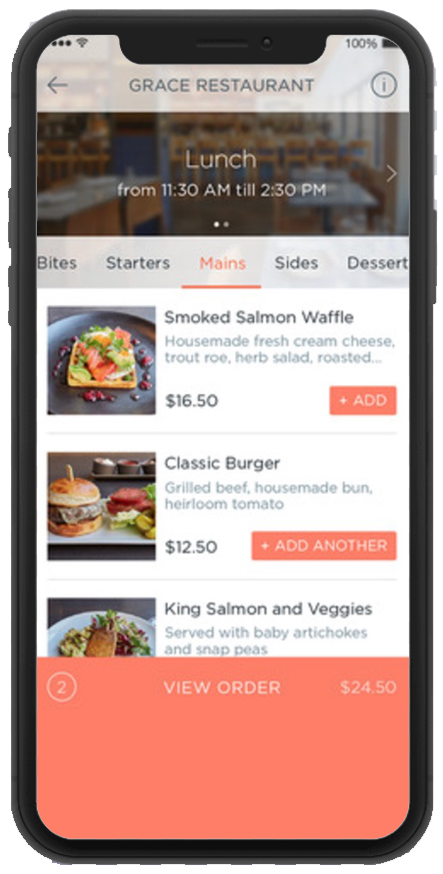 100%
GRACE RESTAURANT
i
Lunch
from 11:30 AM till 2:30 PM
Bites Starters Mains Sides Dessert
Smoked Salmon Waffle
Housemade fresh cream cheese,
trout roe, herb salad, roasted...
$16.50 + ADD
Classic Burger
Grilled beef, housemade bun,
heirloom tomato
$12.50 + ADD ANOTHER
King Salmon and Veggies
Served with baby artichokes
and snap peas
2 VIEW ORDER $24.50